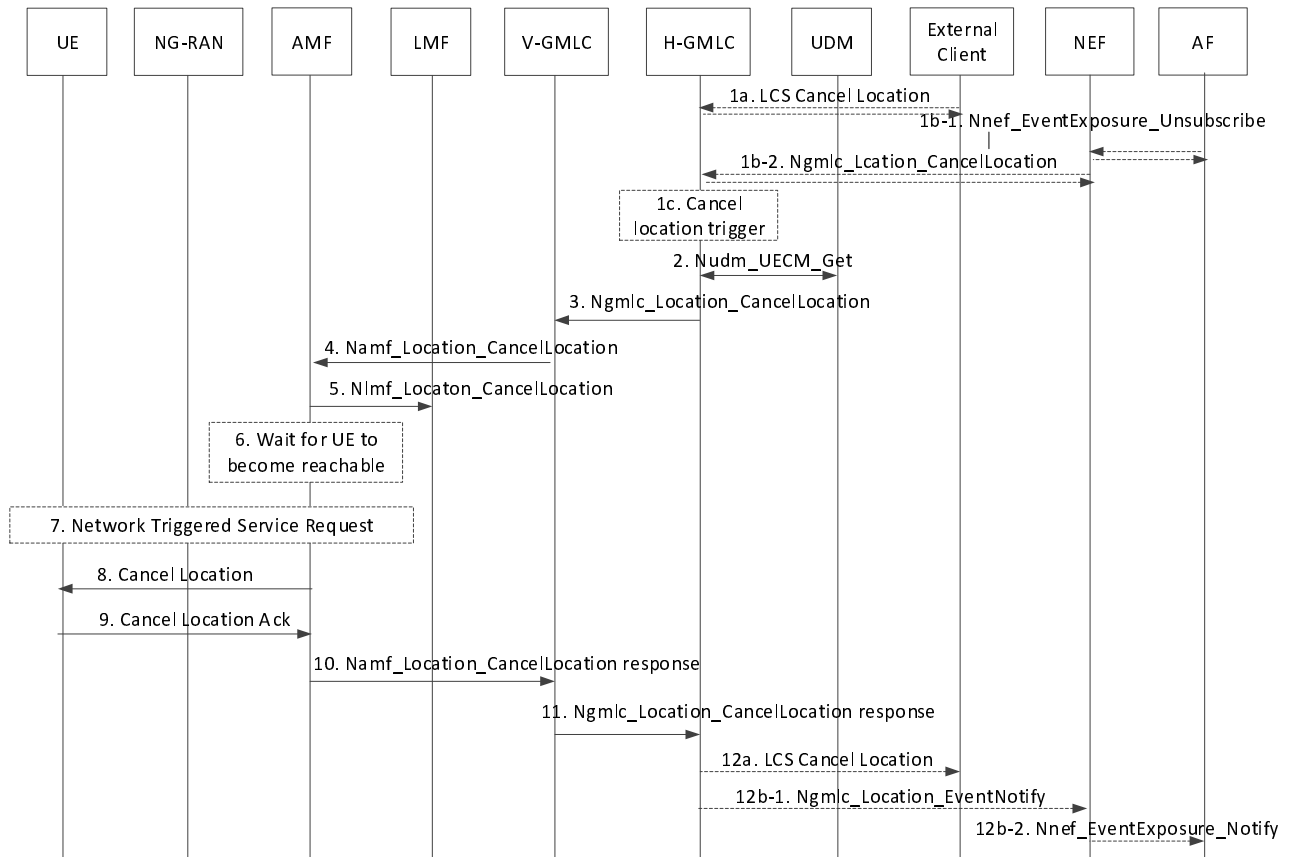 UE
NG-RAN
AMF
LMF
V-GMLC
H-GMLC
UDM
External
Client
NEF
AF
1a. LCS Cancel Location
1b-1. Nnef_EventExposure_Unsubscribe
1b-2. Ngmlc_Lcation_CancelLocation
1c. Cancel
location trigger
2. Nudm_UECM_Get
3. Ngmlc_Location_CancelLocation
4. Namf_Location_CancelLocation
5. Nlmf_Locaton_CancelLocation
6. Wait for UE to
become reachable
7. Network Triggered Service Request
8. Cancel Location
9. Cancel Location Ack
10. Namf_Location_CancelLocation response
11. Ngmlc_Location_CancelLocation response
12a. LCS Cancel Location
12b-1. Ngmlc_Location_EventNotify
12b-2. Nnef_EventExposure_Notify